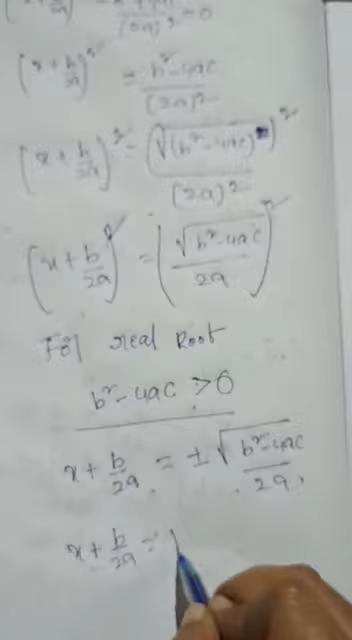 (x + b/2a)² = b²-4ac/(2a)²
(x + b/2a)² = (√(b²-4ac))²/(2a)²
(x + b/2a)² = (√b²-4ac/2a)²
For real Root
b²-4ac > 0
x + b/2a = ± √b²-4ac/2a
x + b/2a =